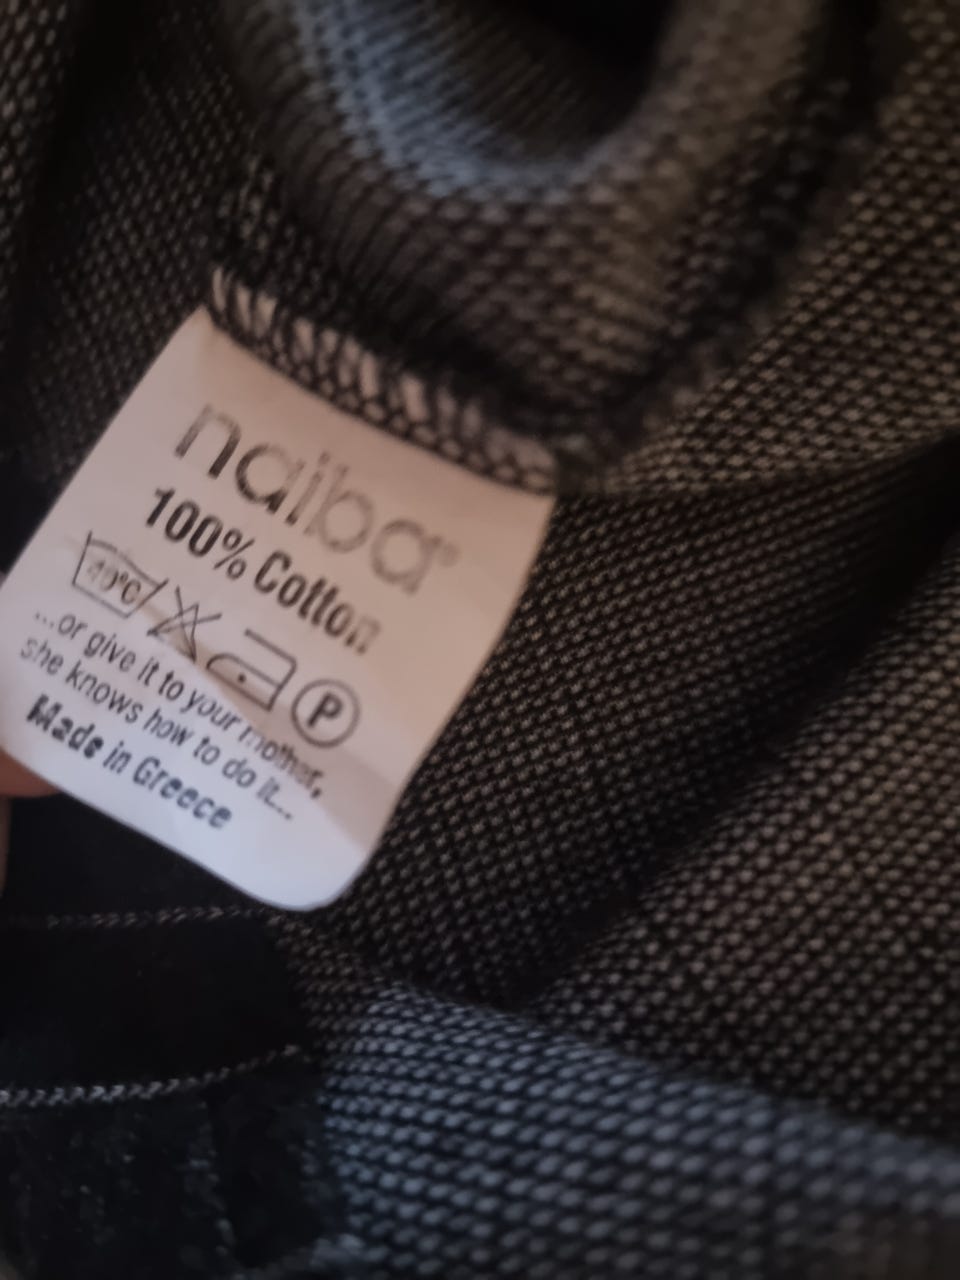 naiba
100% Cotton
40°C P
...or give it to your mother,
she knows how to do it...
Made in Greece